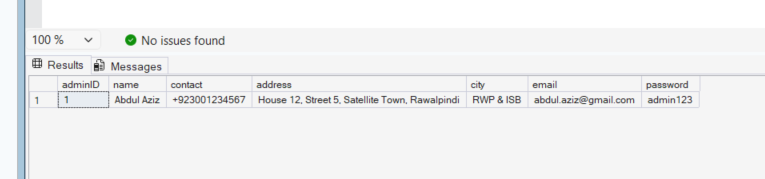 100 % No issues found
Results Messages
adminID name contact address city email password
1 1 Abdul Aziz +923001234567 House 12, Street 5, Satellite Town, Rawalpindi RWP & ISB abdul.aziz@gmail.com admin123